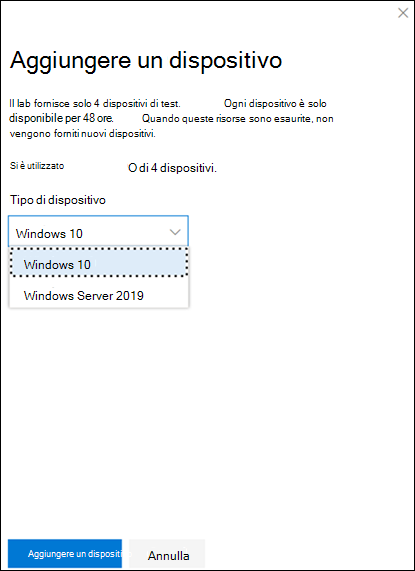 Aggiungere un dispositivo
Il lab fornisce solo 4 dispositivi di test. Ogni dispositivo è solo
disponibile per 48 ore. Quando queste risorse sono esaurite, non
vengono forniti nuovi dispositivi.
Si è utilizzato O di 4 dispositivi.
Tipo di dispositivo
Windows 10
Windows 10
Windows Server 2019
Aggiungere un dispositi Annulla